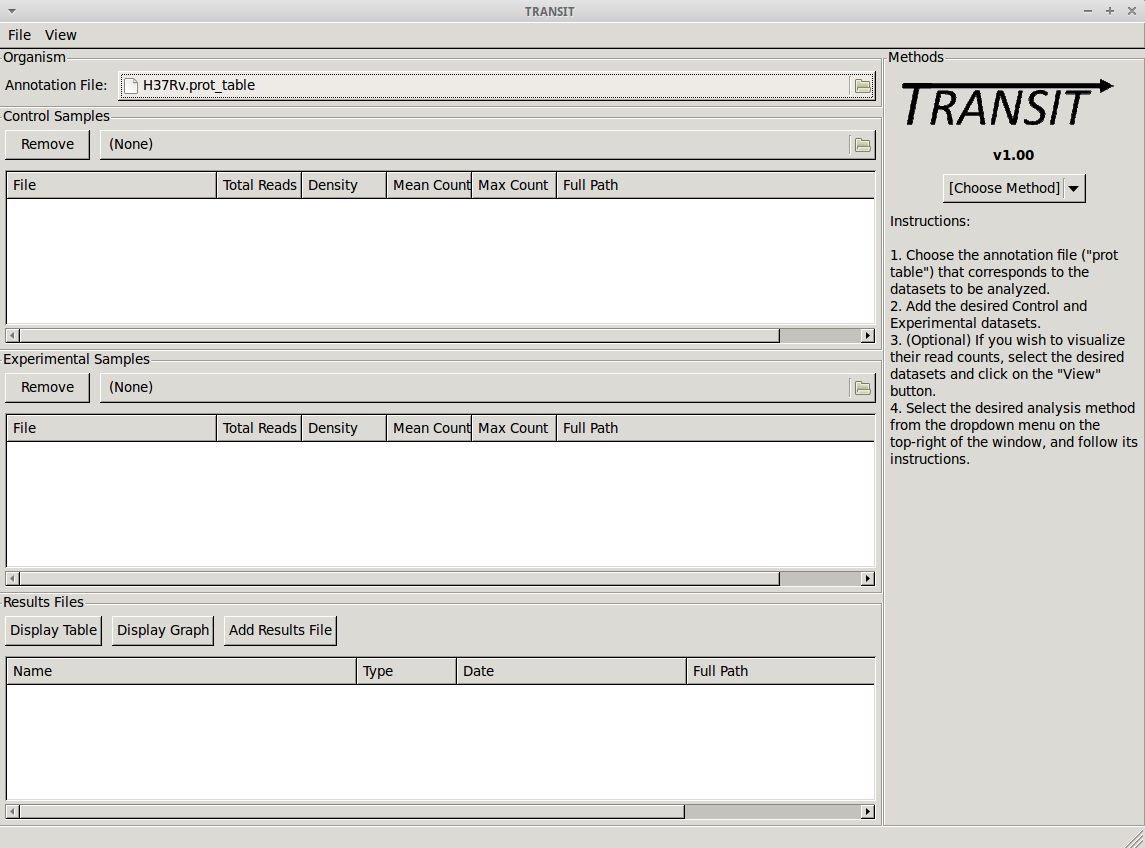 TRANSIT
File View
Organism
Annotation File: H37Rv.prot_table
Control Samples
Remove (None)
File Total Reads Density Mean Count Max Count Full Path
Experimental Samples
Remove (None)
File Total Reads Density Mean Count Max Count Full Path
Results Files
Display Table Display Graph Add Results File
Name Type Date Full Path
Methods
TRANSIT
v1.00
[Choose Method]
Instructions:
1. Choose the annotation file ("prot
table") that corresponds to the
datasets to be analyzed.
2. Add the desired Control and
Experimental datasets.
3. (Optional) If you wish to visualize
their read counts, select the desired
datasets and click on the "View"
button.
4. Select the desired analysis method
from the dropdown menu on the
top-right of the window, and follow its
instructions.